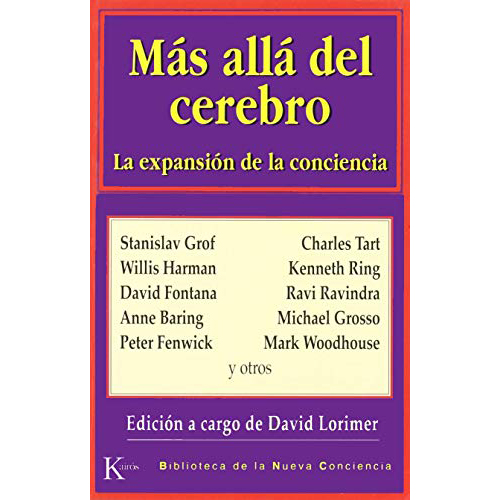 Más allá del
cerebro
La expansión de la conciencia
Stanislav Grof
Willis Harman
David Fontana
Anne Baring
Peter Fenwick
Charles Tart
Kenneth Ring
Ravi Ravindra
Michael Grosso
Mark Woodhouse
y otros
Edición a cargo de David Lorimer
Kairós
Biblioteca de la Nueva Conciencia